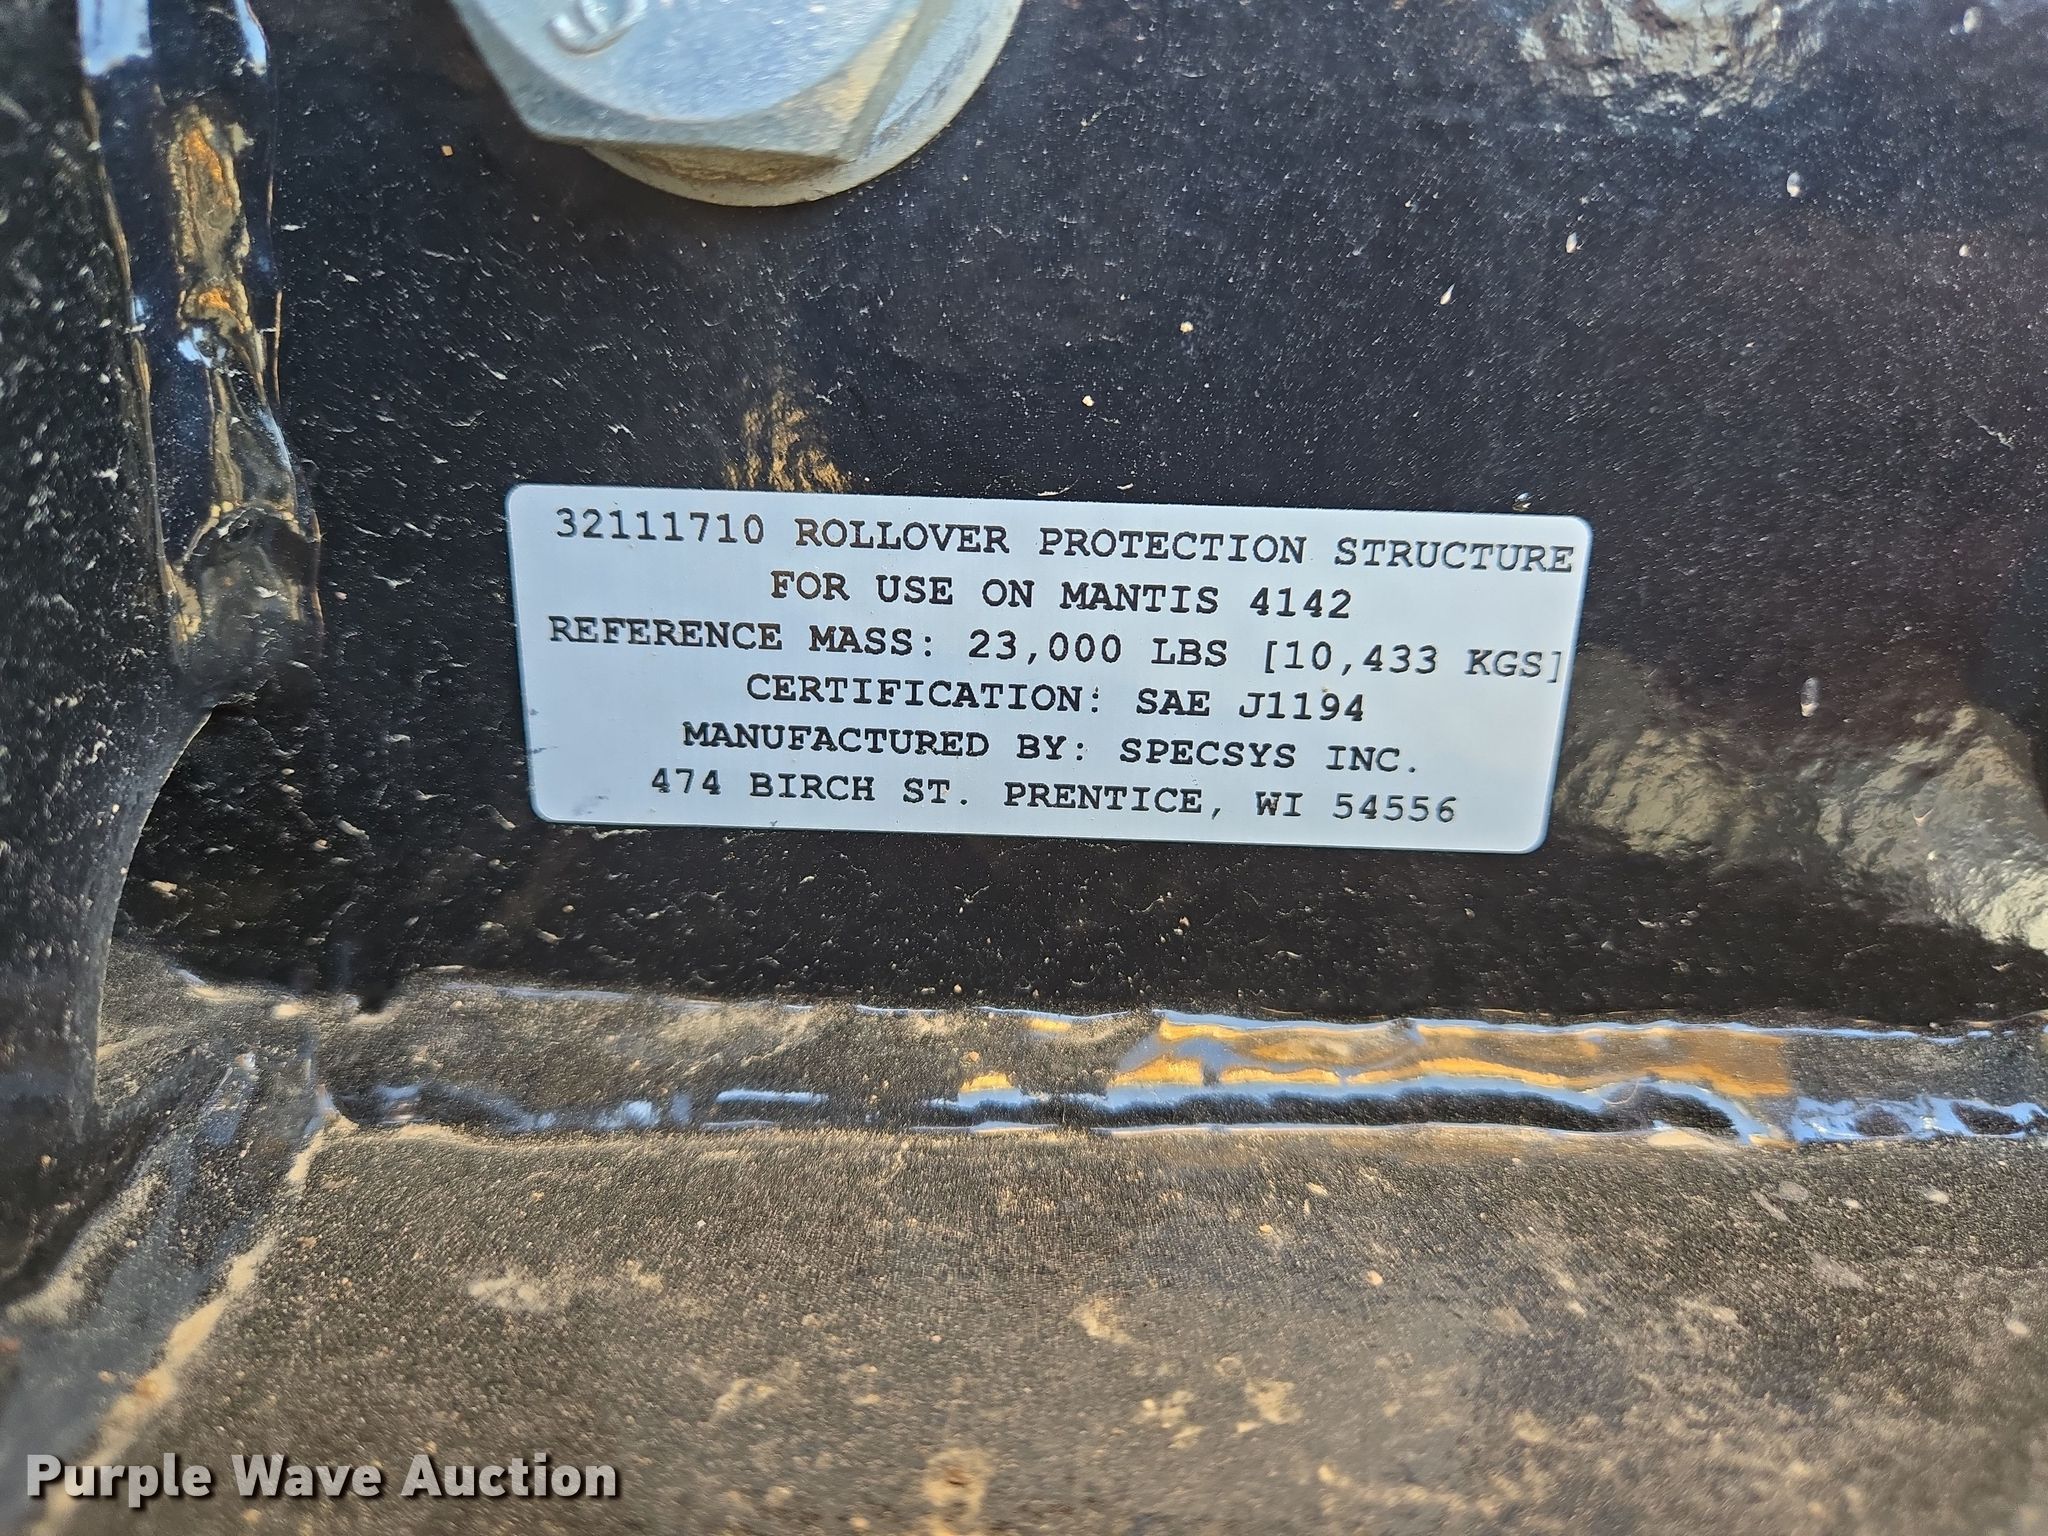 32111710 ROLLOVER PROTECTION STRUCTURE
FOR USE ON MANTIS 4142
REFERENCE MASS: 23,000 LBS [10,433 KGS]
CERTIFICATION: SAE J1194
MANUFACTURED BY: SPECSYS INC.
474 BIRCH ST. PRENTICE, WI 54556
Purple Wave Auction